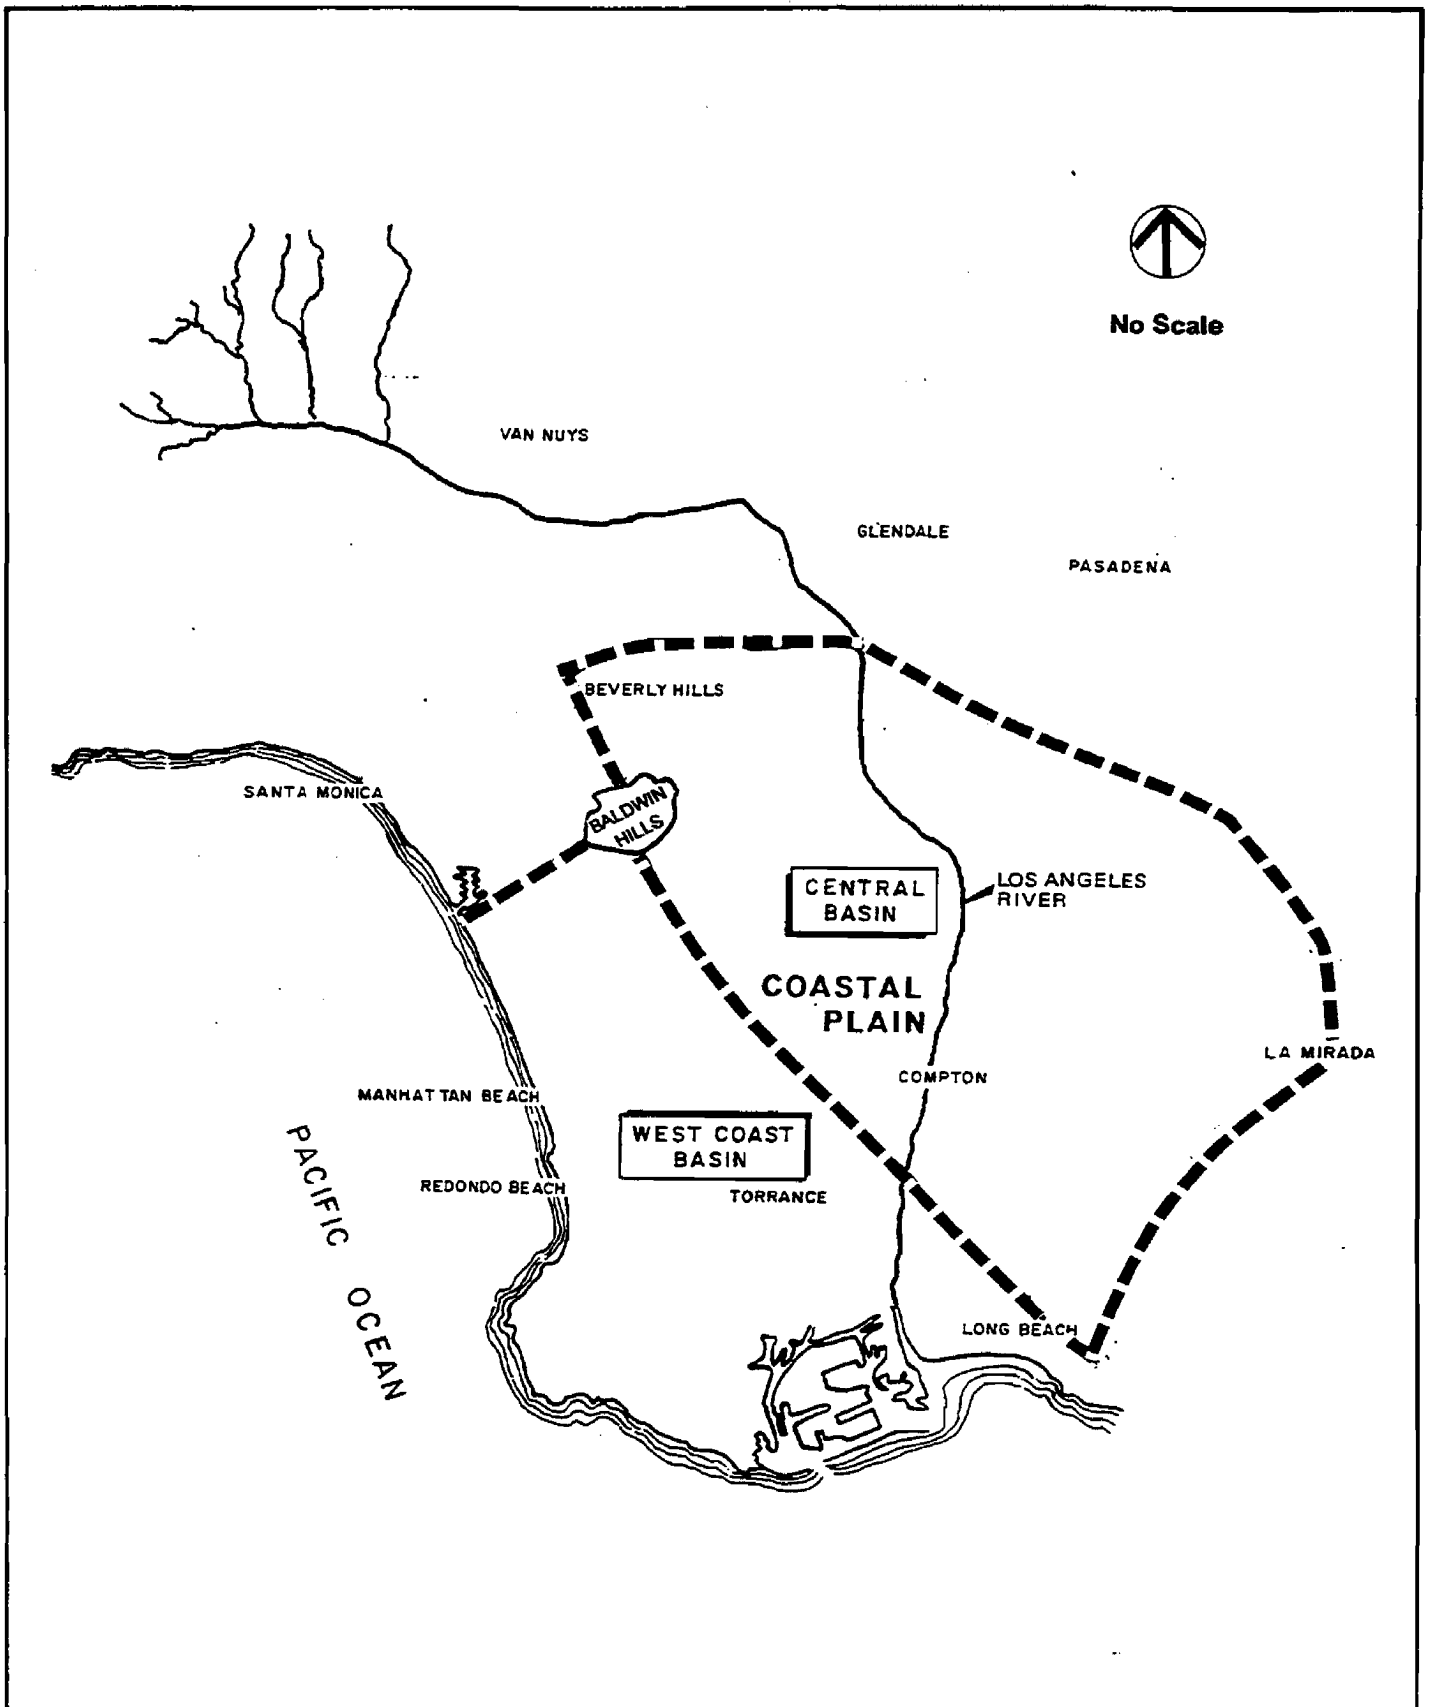 No Scale
VAN NUYS
GLENDALE
PASADENA
BEVERLY HILLS
SANTA MONICA
BALDWIN
HILLS
CENTRAL
BASIN
LOS ANGELES
RIVER
COASTAL
PLAIN
LA MIRADA
COMPTON
MANHATTAN BEACH
WEST COAST
BASIN
PACIFIC OCEAN
REDONDO BEACH
TORRANCE
LONG BEACH